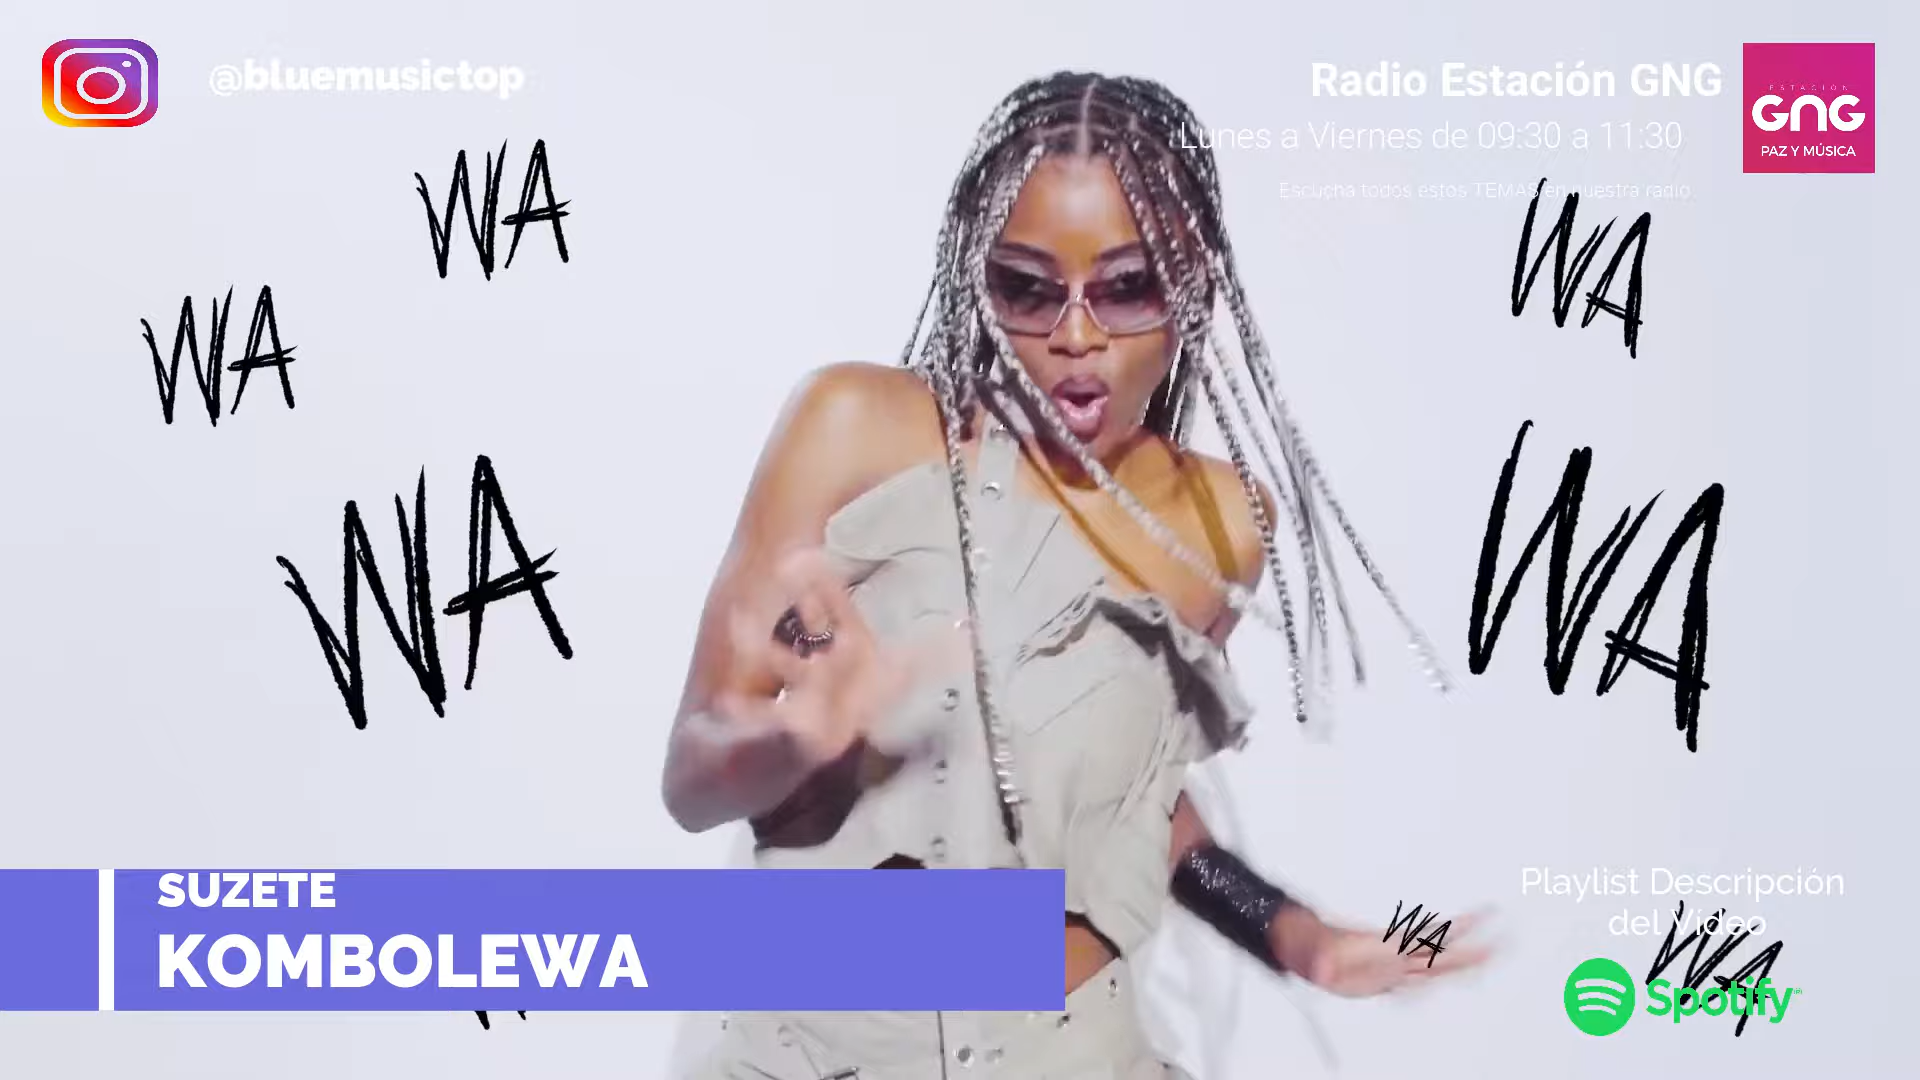 @bluemusictop
Radio Estación GNG
Lunes a Viernes de 09:30 a 11:30
Escucha todos estos TEMAS en nuestra radio
ESTACIÓN
GNG
PAZ Y MÚSICA
WA
WA
WA
WA
WA
WA
WA
SUZETE
KOMBOLEWA
Playlist Descripción
del Vídeo
Spotify